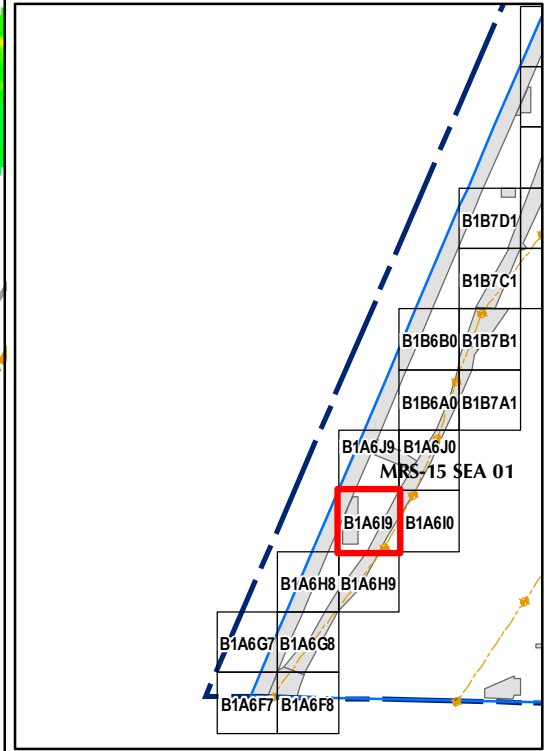 B1B7D1
B1B7C1
B1B6B0 B1B7B1
B1B6A0 B1B7A1
B1A6J9 B1A6J0
MRS-15 SEA 01
B1A6I9 B1A6I0
B1A6H8 B1A6H9
B1A6G7 B1A6G8
B1A6F7 B1A6F8